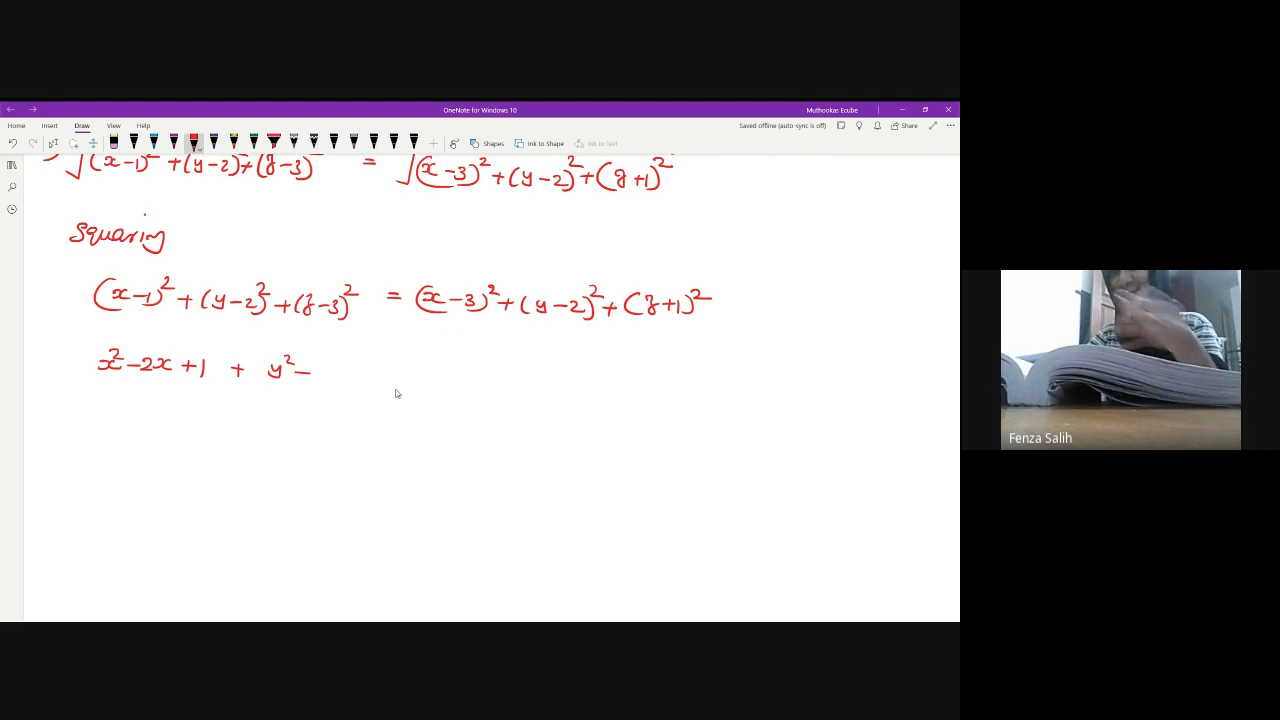 OneNote for Windows 10
Muthookas Ecube
Home Insert Draw View Help
Saved offline (auto-sync is off) Share
Shapes Ink to Shape Ink to Text
√(x-1)² + (y-2)² + (z-3)² = √(x-3)² + (y-2)² + (z+1)²
Squaring
(x-1)² + (y-2)² + (z-3)² = (x-3)² + (y-2)² + (z+1)²
x² - 2x + 1 + y² -
Fenza Salih